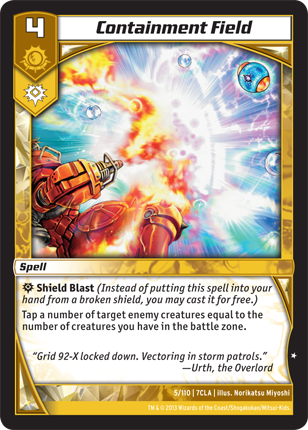 4
Containment Field
Spell
Shield Blast (Instead of putting this spell into your
hand from a broken shield, you may cast it for free.)
Tap a number of target enemy creatures equal to the
number of creatures you have in the battle zone.
“Grid 92-X locked down. Vectoring in storm patrols.”
—Urth, the Overlord
5/110 | 7CLA | illus. Norikatsu Miyoshi
TM & © 2013 Wizards of the Coast/Shogakukan/Mitsui-Kids